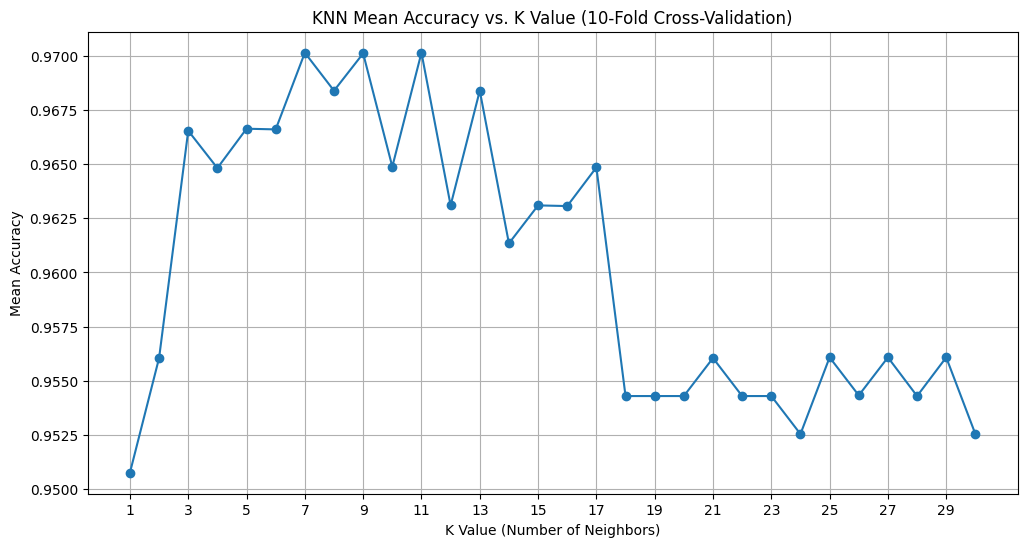 KNN Mean Accuracy vs. K Value (10-Fold Cross-Validation)
0.9700
0.9675
0.9650
0.9625
0.9600
0.9575
0.9550
0.9525
0.9500
Mean Accuracy
1 3 5 7 9 11 13 15 17 19 21 23 25 27 29
K Value (Number of Neighbors)